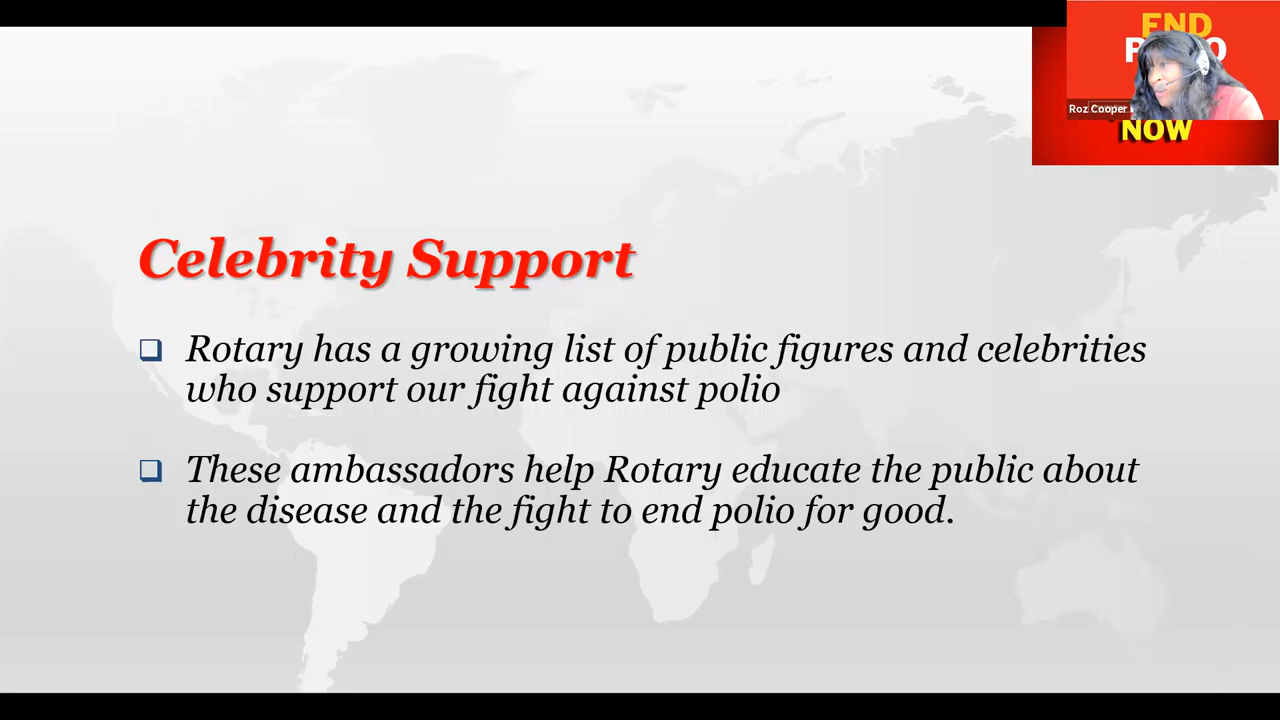 END
Roz Cooper
NOW
Celebrity Support
Rotary has a growing list of public figures and celebrities
who support our fight against polio
These ambassadors help Rotary educate the public about
the disease and the fight to end polio for good.